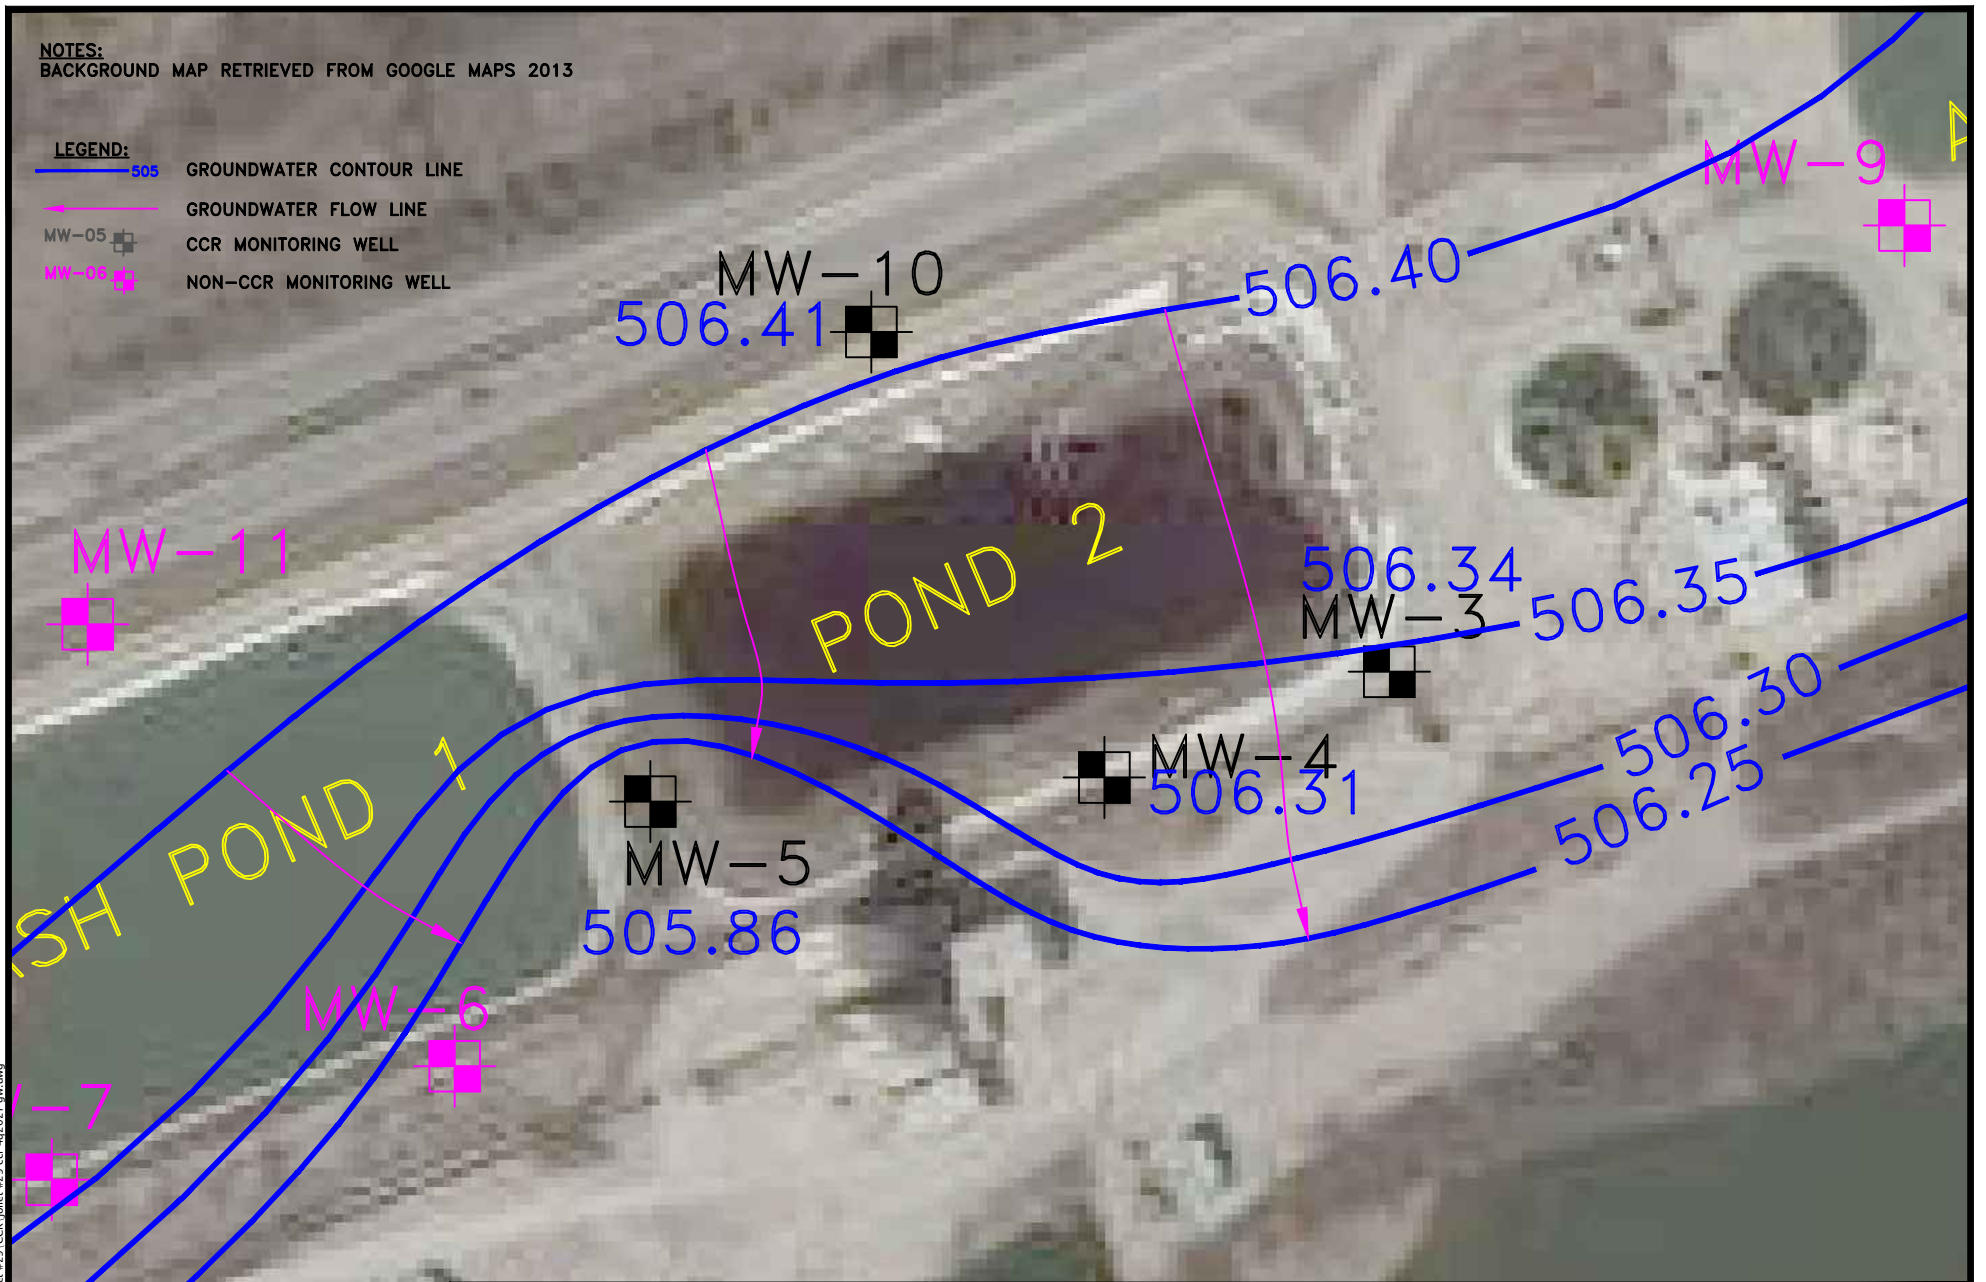 NOTES:
BACKGROUND MAP RETRIEVED FROM GOOGLE MAPS 2013
LEGEND:
505 GROUNDWATER CONTOUR LINE
GROUNDWATER FLOW LINE
MW-05 CCR MONITORING WELL
MW-06 NON-CCR MONITORING WELL
A
MW-9
506.40
MW-10
506.41
MW-11
POND 2
506.34
MW-3
506.35
506.30
506.25
MW-4
506.31
MW-5
505.86
SH POND 1
MW-6
-7